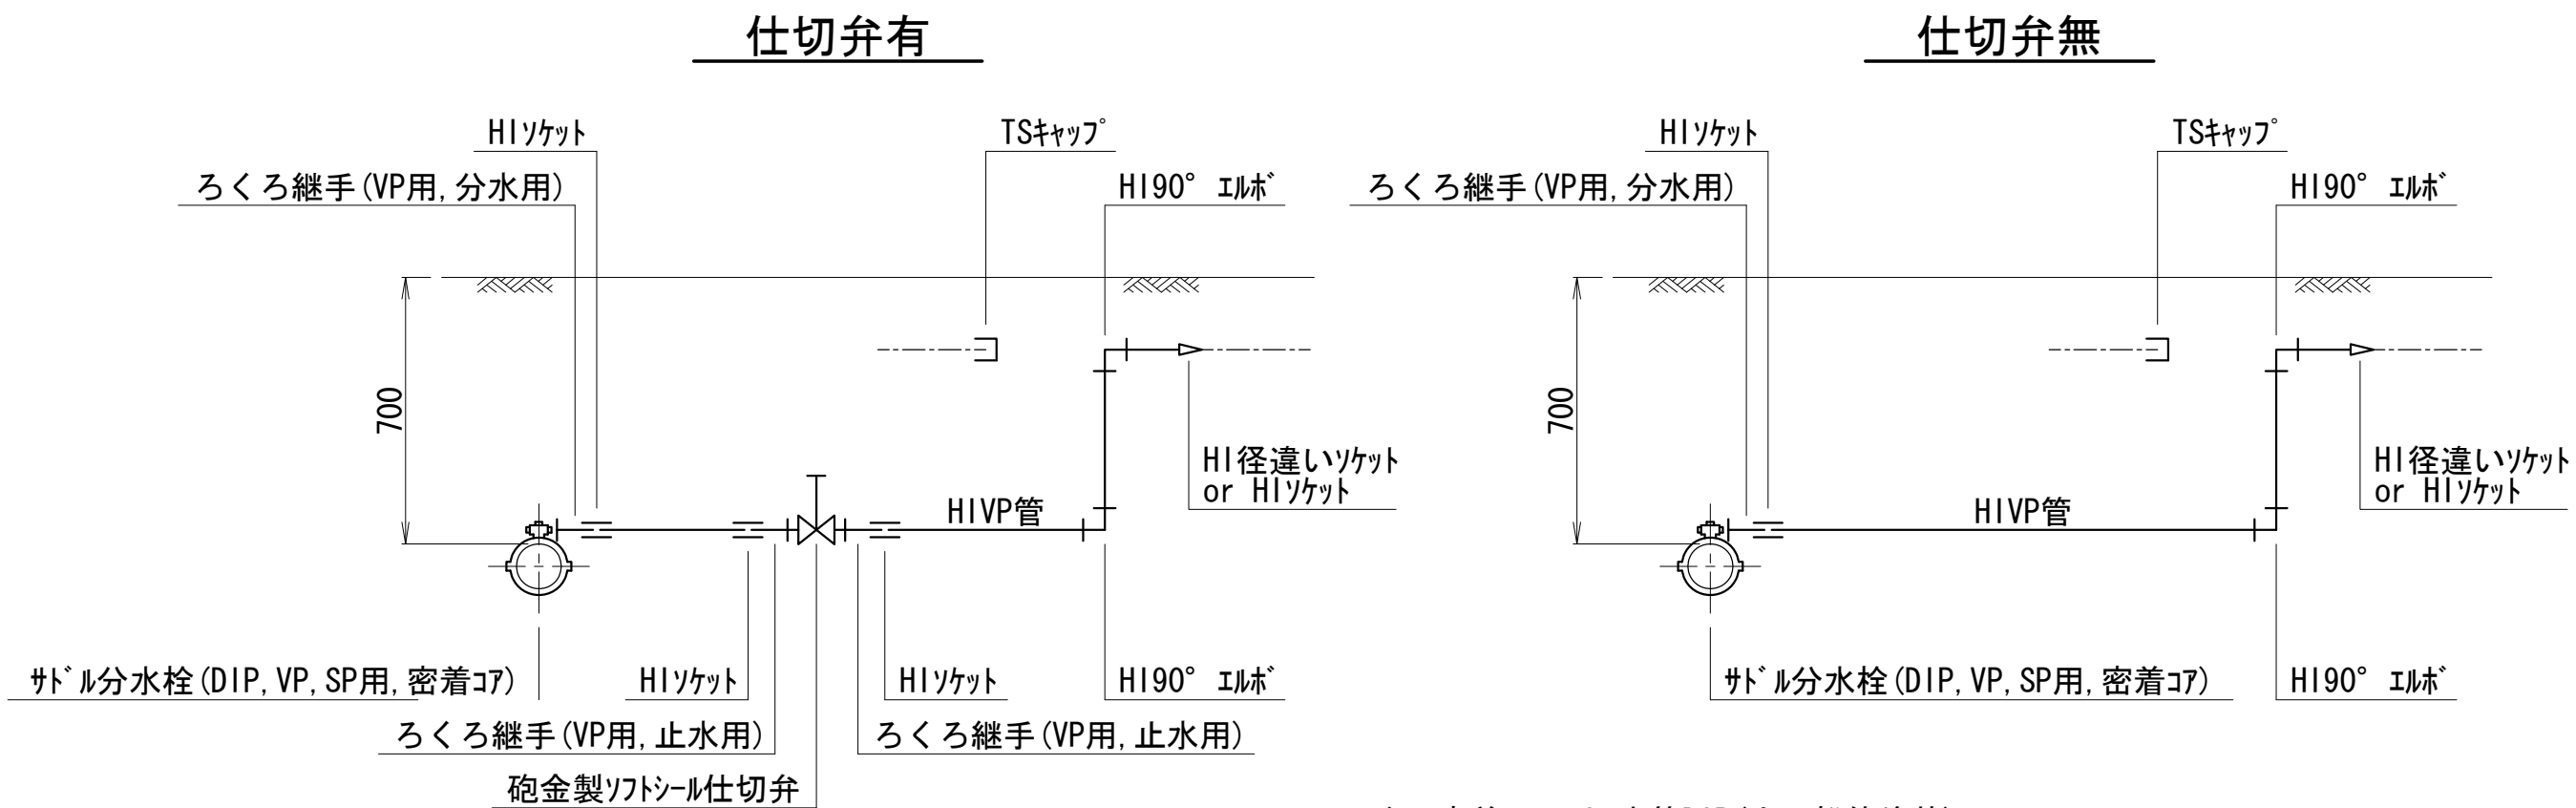 仕切弁有
HIソケット
TSキャップ
ろくろ継手(VP用,分水用)
HI90° エルボ
700
HI径違いソケット
or HIソケット
HIVP管
サドル分水栓(DIP,VP,SP用,密着コア)
HIソケット
HIソケット
HI90° エルボ
ろくろ継手(VP用,止水用)
ろくろ継手(VP用,止水用)
砲金製ソフトシール仕切弁
仕切弁無
HIソケット
TSキャップ
ろくろ継手(VP用,分水用)
HI90° エルボ
700
HI径違いソケット
or HIソケット
HIVP管
サドル分水栓(DIP,VP,SP用,密着コア)
HI90° エルボ